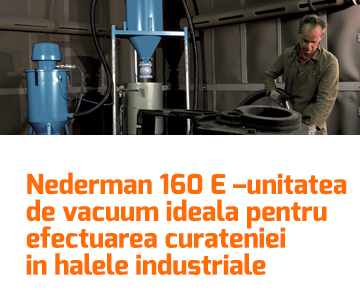 Nederman 160 E –unitatea
de vacuum ideala pentru
efectuarea curateniei
in halele industriale